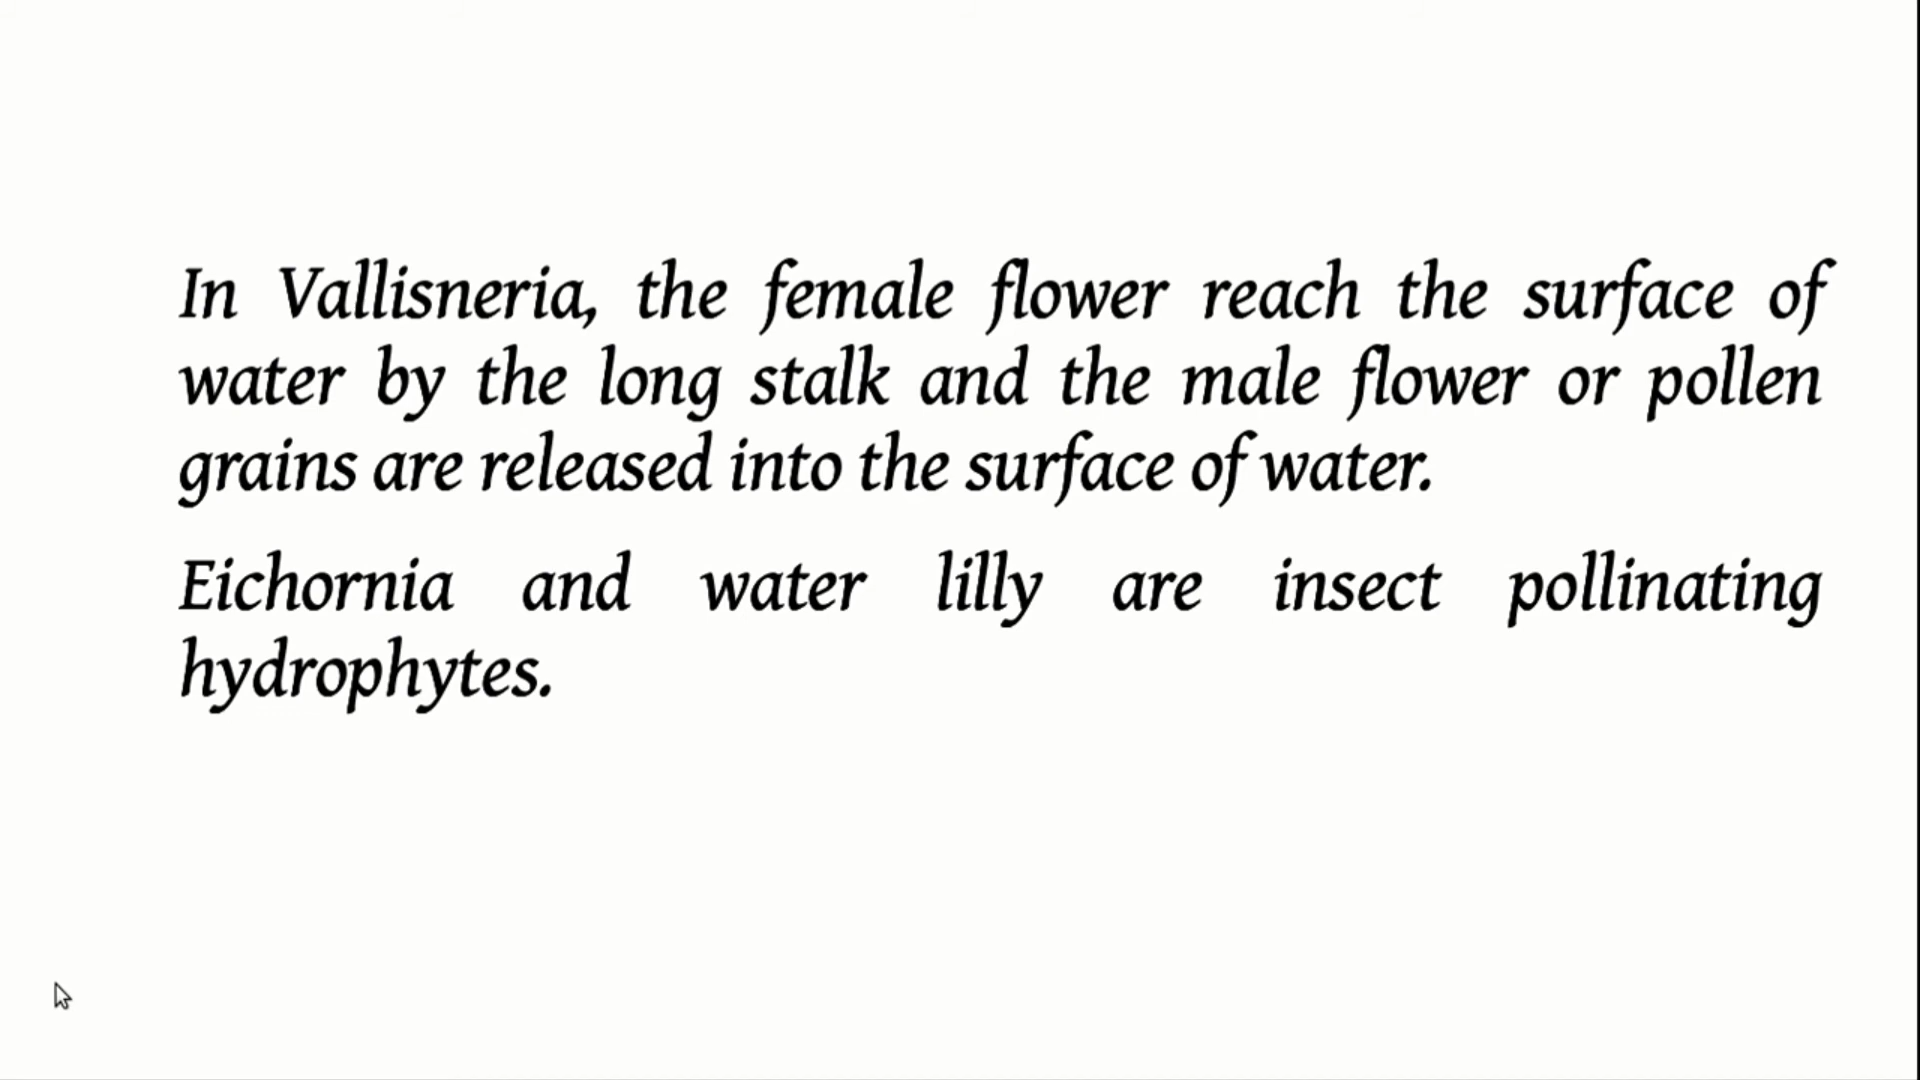 In Vallisneria, the female flower reach the surface of
water by the long stalk and the male flower or pollen
grains are released into the surface of water.
Eichornia and water lilly are insect pollinating
hydrophytes.